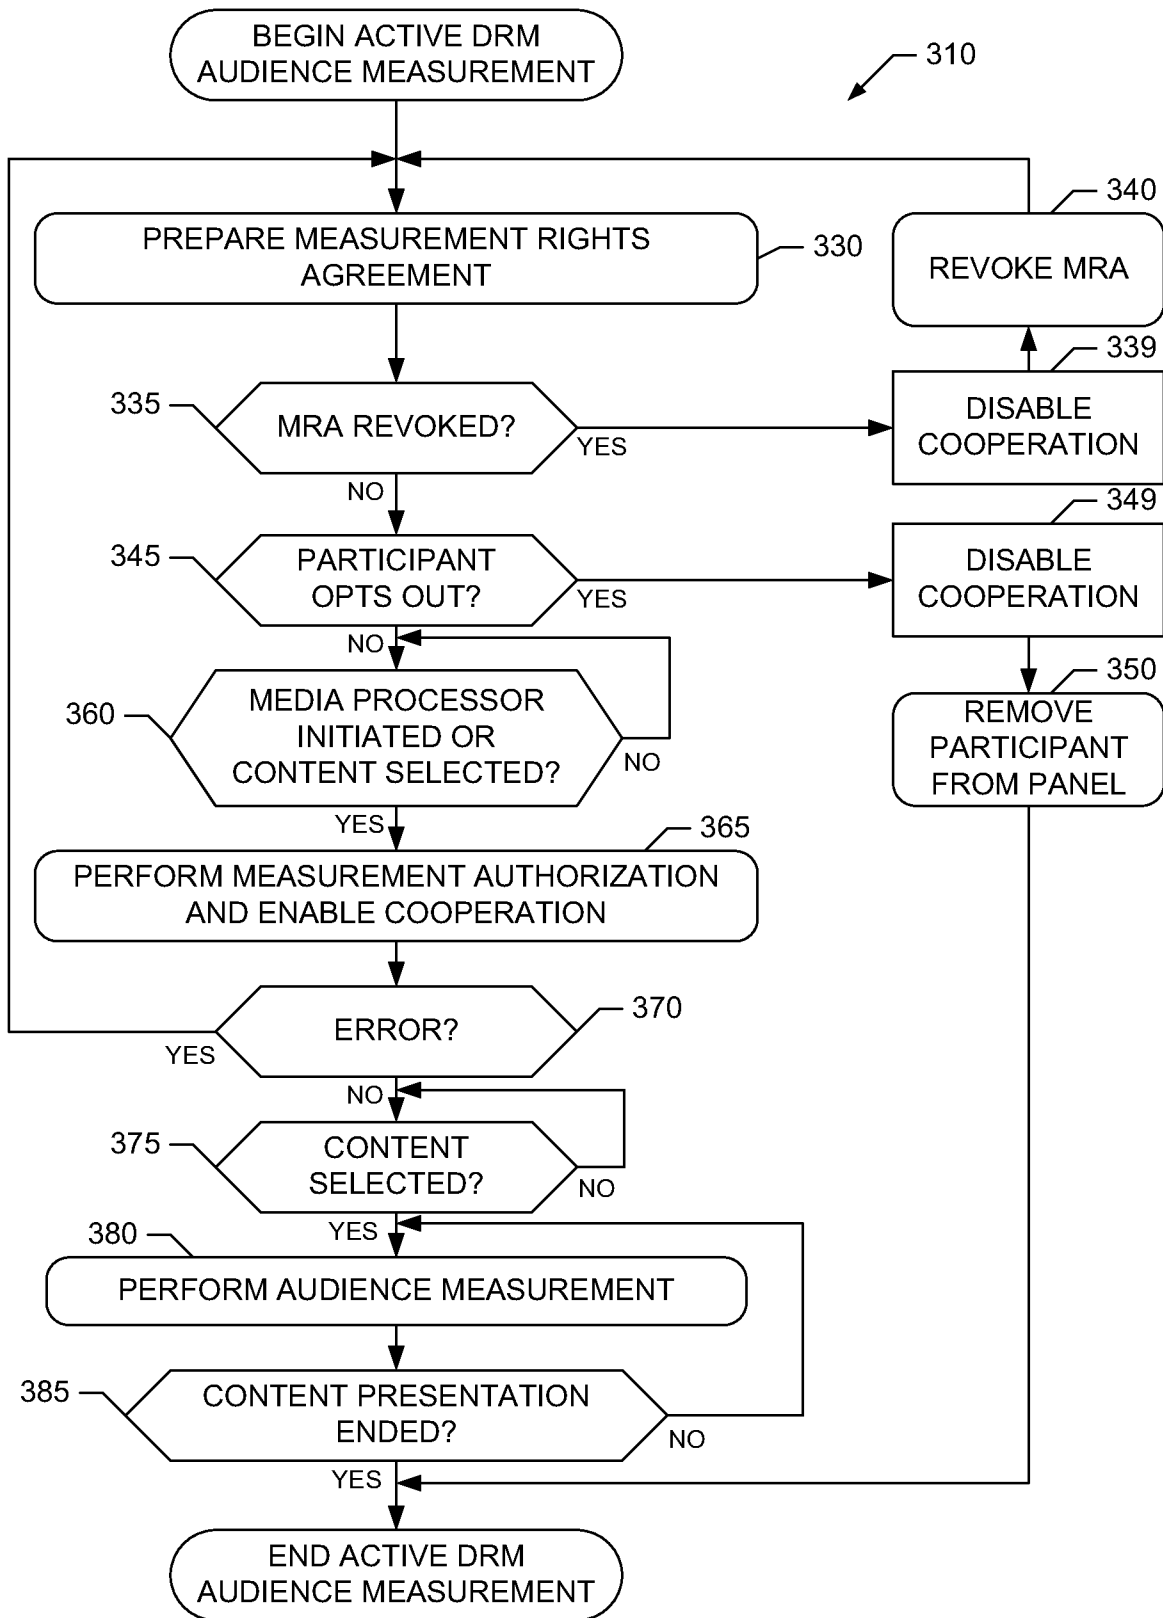 BEGIN ACTIVE DRM
AUDIENCE MEASUREMENT
310
PREPARE MEASUREMENT RIGHTS
AGREEMENT
330
340
REVOKE MRA
339
DISABLE
COOPERATION
335
MRA REVOKED?
YES
NO
349
DISABLE
COOPERATION
345
PARTICIPANT
OPTS OUT?
YES
NO
350
REMOVE
PARTICIPANT
FROM PANEL
360
MEDIA PROCESSOR
INITIATED OR
CONTENT SELECTED?
NO
YES
365
PERFORM MEASUREMENT AUTHORIZATION
AND ENABLE COOPERATION
370
ERROR?
YES
NO
375
CONTENT
SELECTED?
NO
YES
380
PERFORM AUDIENCE MEASUREMENT
385
CONTENT PRESENTATION
ENDED?
NO
YES
END ACTIVE DRM
AUDIENCE MEASUREMENT